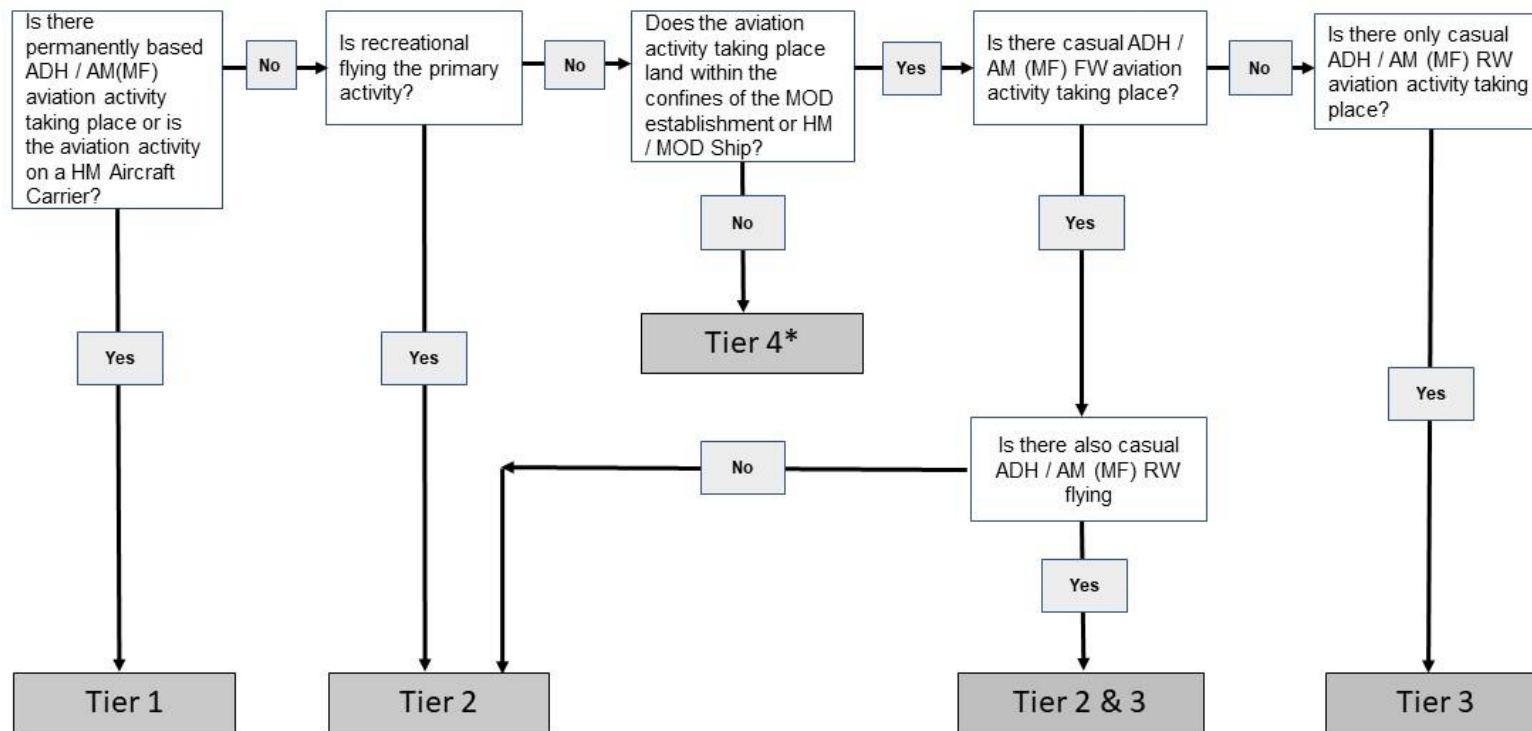 Is there
permanently based
ADH / AM(MF)
aviation activity
taking place or is
the aviation activity
on a HM Aircraft
Carrier?
No
Is recreational
flying the primary
activity?
No
Does the aviation
activity taking place
land within the
confines of the MOD
establishment or HM
/ MOD Ship?
Yes
Is there casual ADH /
AM (MF) FW aviation
activity taking place?
No
Is there only casual
ADH / AM (MF) RW
aviation activity taking
place?
Yes
Yes
No
Yes
Yes
Tier 4*
Is there also casual
ADH / AM (MF) RW
flying
No
Yes
Tier 1
Tier 2
Tier 2 & 3
Tier 3